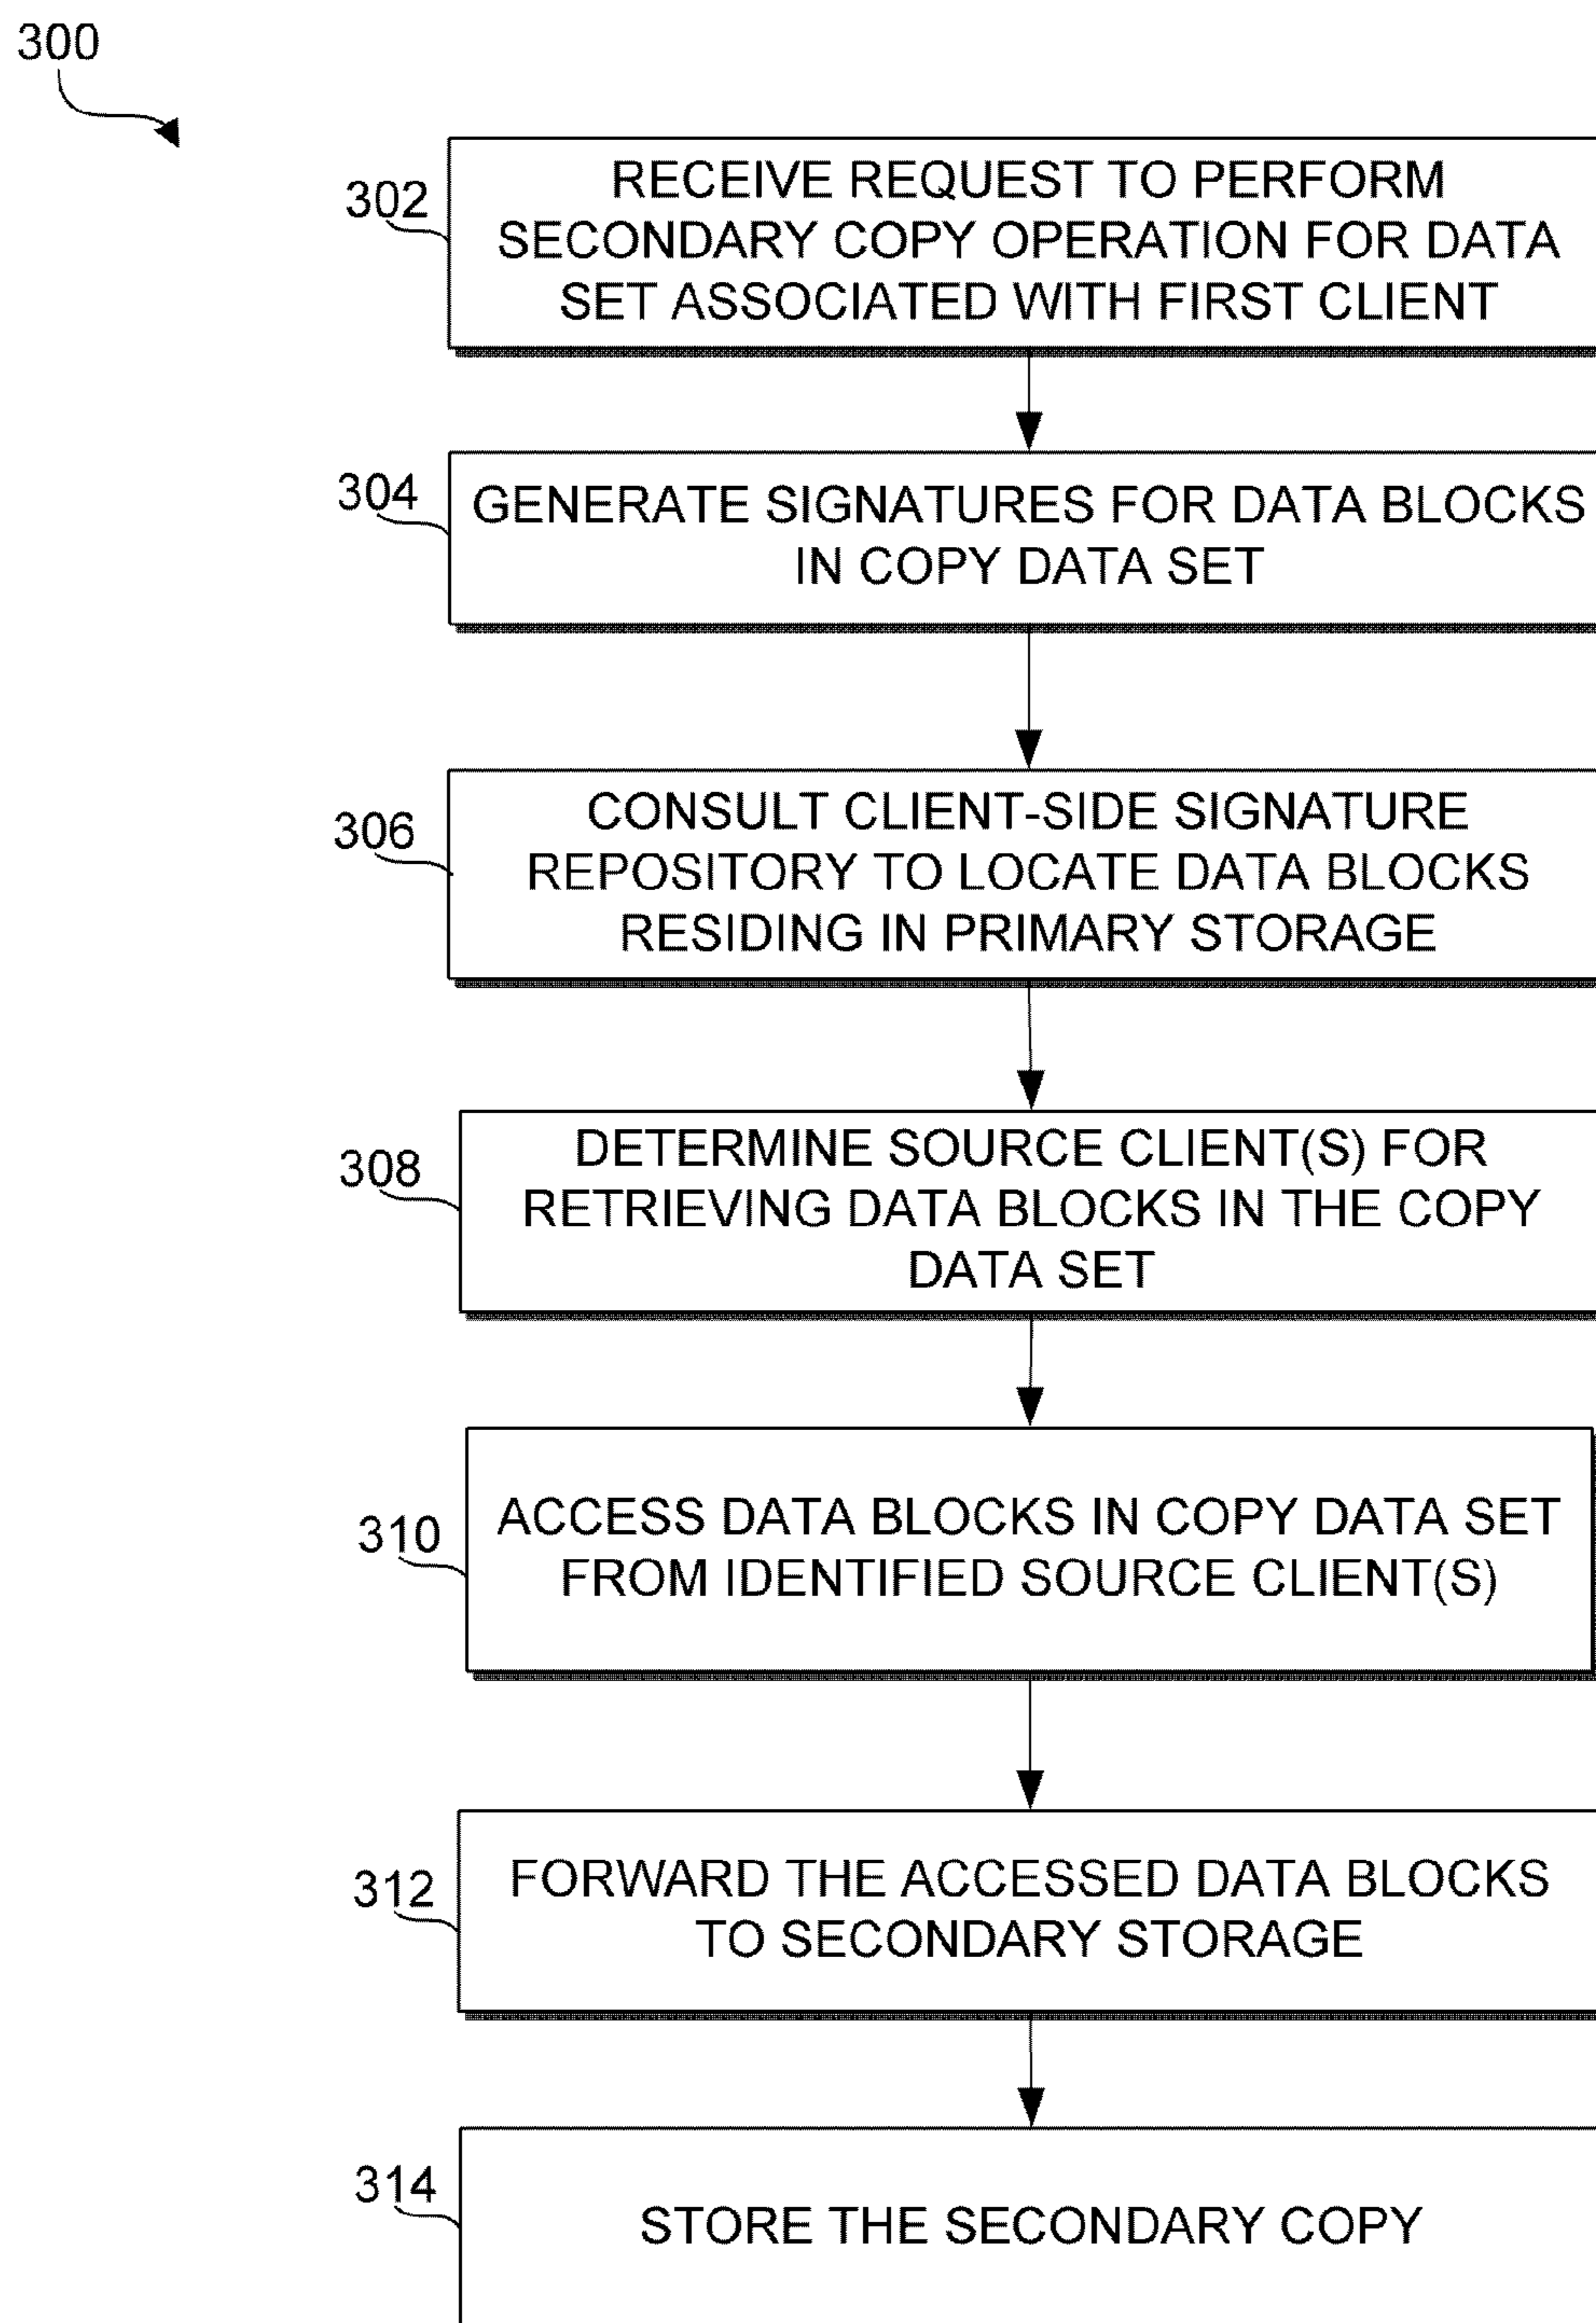 300
302
RECEIVE REQUEST TO PERFORM
SECONDARY COPY OPERATION FOR DATA
SET ASSOCIATED WITH FIRST CLIENT
304
GENERATE SIGNATURES FOR DATA BLOCKS
IN COPY DATA SET
306
CONSULT CLIENT-SIDE SIGNATURE
REPOSITORY TO LOCATE DATA BLOCKS
RESIDING IN PRIMARY STORAGE
308
DETERMINE SOURCE CLIENT(S) FOR
RETRIEVING DATA BLOCKS IN THE COPY
DATA SET
310
ACCESS DATA BLOCKS IN COPY DATA SET
FROM IDENTIFIED SOURCE CLIENT(S)
312
FORWARD THE ACCESSED DATA BLOCKS
TO SECONDARY STORAGE
314
STORE THE SECONDARY COPY